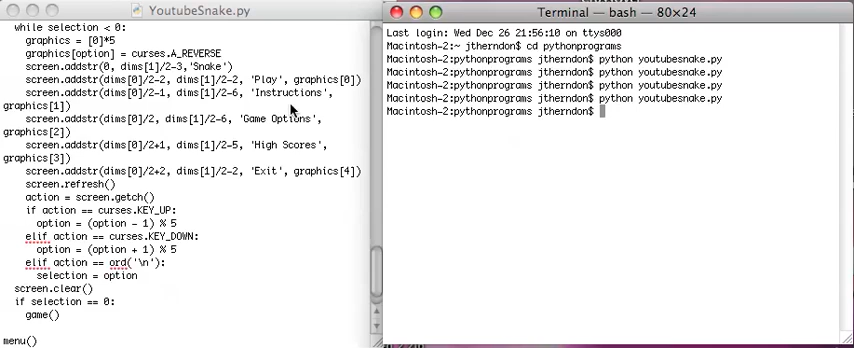 YoutubeSnake.py
while selection < 0:
graphics = [0]*5
graphics[option] = curses.A_REVERSE
screen.addstr(0, dims[1]/2-3,'Snake')
screen.addstr(dims[0]/2-2, dims[1]/2-2, 'Play', graphics[0])
screen.addstr(dims[0]/2-1, dims[1]/2-6, 'Instructions',
graphics[1])
screen.addstr(dims[0]/2, dims[1]/2-6, 'Game Options',
graphics[2])
screen.addstr(dims[0]/2+1, dims[1]/2-5, 'High Scores',
graphics[3])
screen.addstr(dims[0]/2+2, dims[1]/2-2, 'Exit', graphics[4])
screen.refresh()
action = screen.getch()
if action == curses.KEY_UP:
option = (option - 1) % 5
elif action == curses.KEY_DOWN:
option = (option + 1) % 5
elif action == ord('\n'):
selection = option
screen.clear()
if selection == 0:
game()
menu()
Terminal — bash — 80×24
Last login: Wed Dec 26 21:56:10 on ttys000
Macintosh-2:~ jtherndon$ cd pythonprograms
Macintosh-2:pythonprograms jtherndon$ python youtubesnake.py
Macintosh-2:pythonprograms jtherndon$ python youtubesnake.py
Macintosh-2:pythonprograms jtherndon$ python youtubesnake.py
Macintosh-2:pythonprograms jtherndon$ python youtubesnake.py
Macintosh-2:pythonprograms jtherndon$